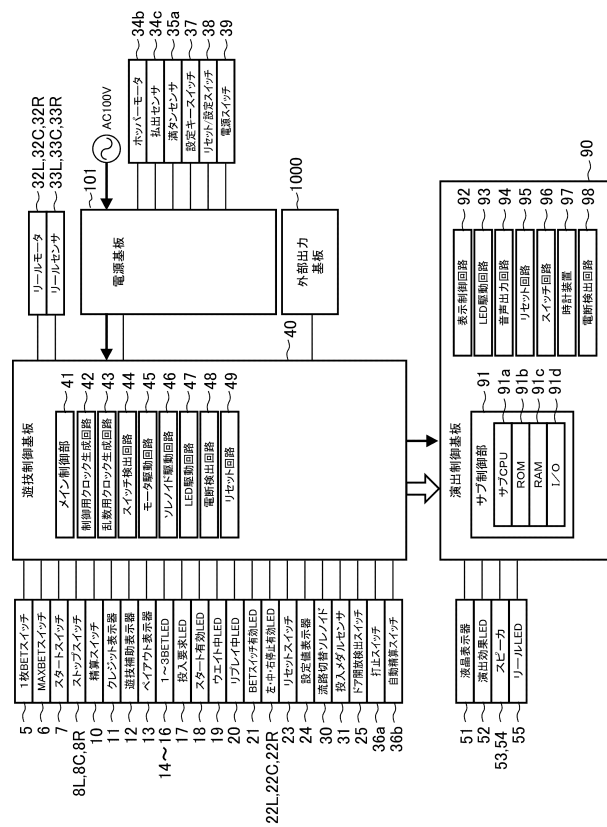 32L,32C,32R
33L,33C,33R
リールモータ
リールセンサ
AC100V
101
電源基板
34b
34c
35a
37
38
39
ホッパーモータ
払出センサ
満タンセンサ
設定キースイッチ
リセット/設定スイッチ
電源スイッチ
1000
外部出力
基板
40
遊技制御基板
メイン制御部 41
制御用クロック生成回路 42
乱数用クロック生成回路 43
スイッチ検出回路 44
モータ駆動回路 45
ソレノイド駆動回路 46
LED駆動回路 47
電断検出回路 48
リセット回路 49
5 1枚BETスイッチ
6 MAXBETスイッチ
7 スタートスイッチ
8L,8C,8R ストップスイッチ
10 精算スイッチ
11 クレジット表示器
12 遊技補助表示器
13 ペイアウト表示器
14～16 1～3BETLED
17 投入要求LED
18 スタート有効LED
19 ウエイト中LED
20 リプレイ中LED
21 BETスイッチ有効LED
22L,22C,22R 左・中・右停止有効LED
23 リセットスイッチ
24 設定値表示器
30 流路切替ソレノイド
31 投入メダルセンサ
25 ドア開放検出スイッチ
36a 打止スイッチ
36b 自動精算スイッチ
90
演出制御基板
サブ制御部
91
サブCPU 91a
ROM 91b
RAM 91c
I/O 91d
表示制御回路 92
LED駆動回路 93
音声出力回路 94
リセット回路 95
スイッチ回路 96
時計装置 97
電断検出回路 98
51 液晶表示器
52 演出効果LED
53,54 スピーカ
55 リールLED